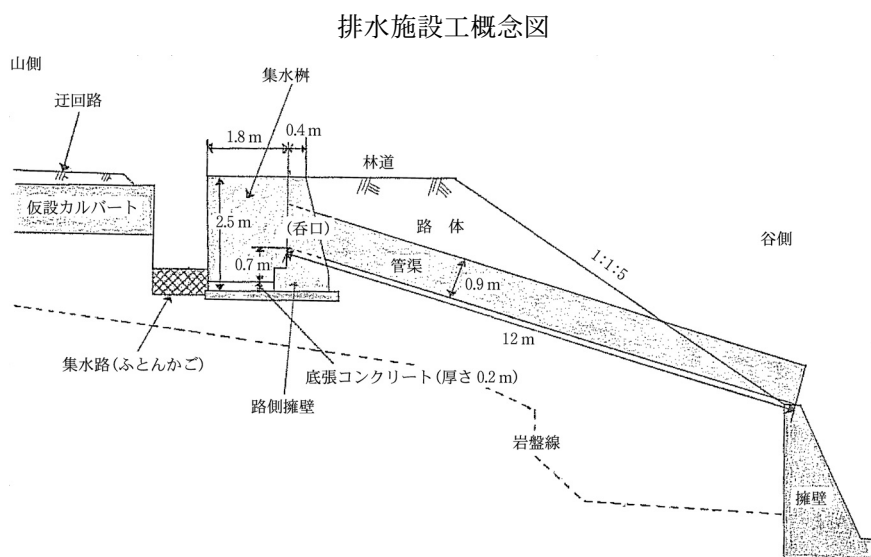 排水施設工概念図
山側
集水桝
迂回路
1.8 m
0.4 m
林道
仮設カルバート
2.5 m
(呑口)
路 体
谷側
1:1:5
0.7 m
管渠
0.9 m
12 m
集水路(ふとんかご)
底張コンクリート(厚さ 0.2 m)
路側擁壁
岩盤線
擁壁